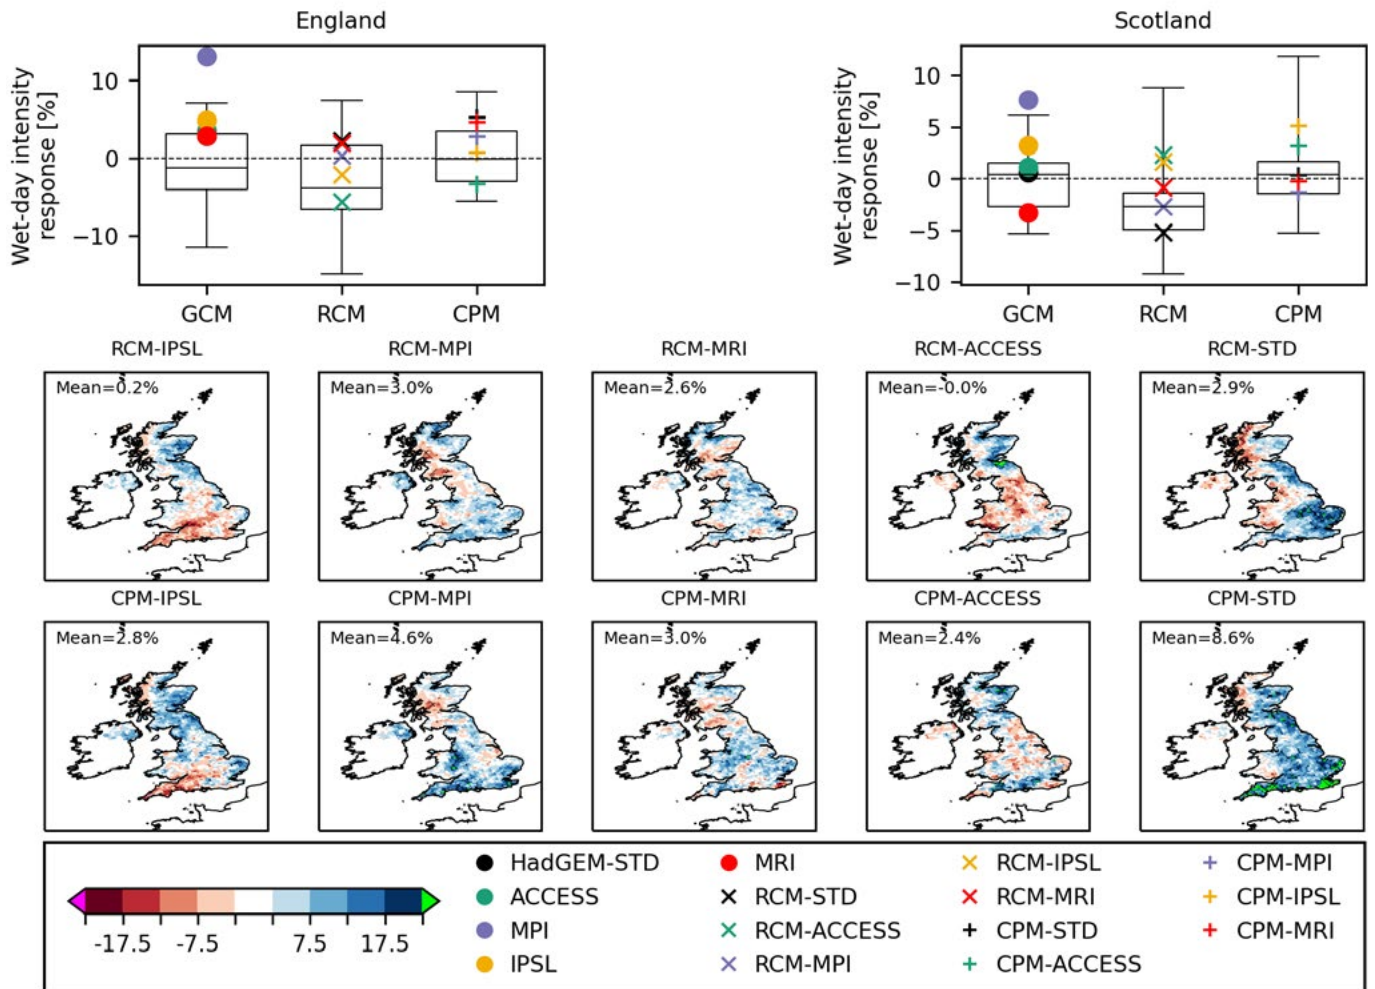 England
Scotland
Wet-day intensity
response [%]
10
0
−10
GCM RCM CPM
Wet-day intensity
response [%]
10
5
0
−5
−10
GCM RCM CPM
RCM-IPSL RCM-MPI RCM-MRI RCM-ACCESS RCM-STD
Mean=0.2% Mean=3.0% Mean=2.6% Mean=-0.0% Mean=2.9%
CPM-IPSL CPM-MPI CPM-MRI CPM-ACCESS CPM-STD
Mean=2.8% Mean=4.6% Mean=3.0% Mean=2.4% Mean=8.6%
-17.5 -7.5 7.5 17.5
HadGEM-STD MRI RCM-IPSL CPM-MPI
ACCESS RCM-STD RCM-MRI CPM-IPSL
MPI RCM-ACCESS CPM-STD CPM-MRI
IPSL RCM-MPI CPM-ACCESS